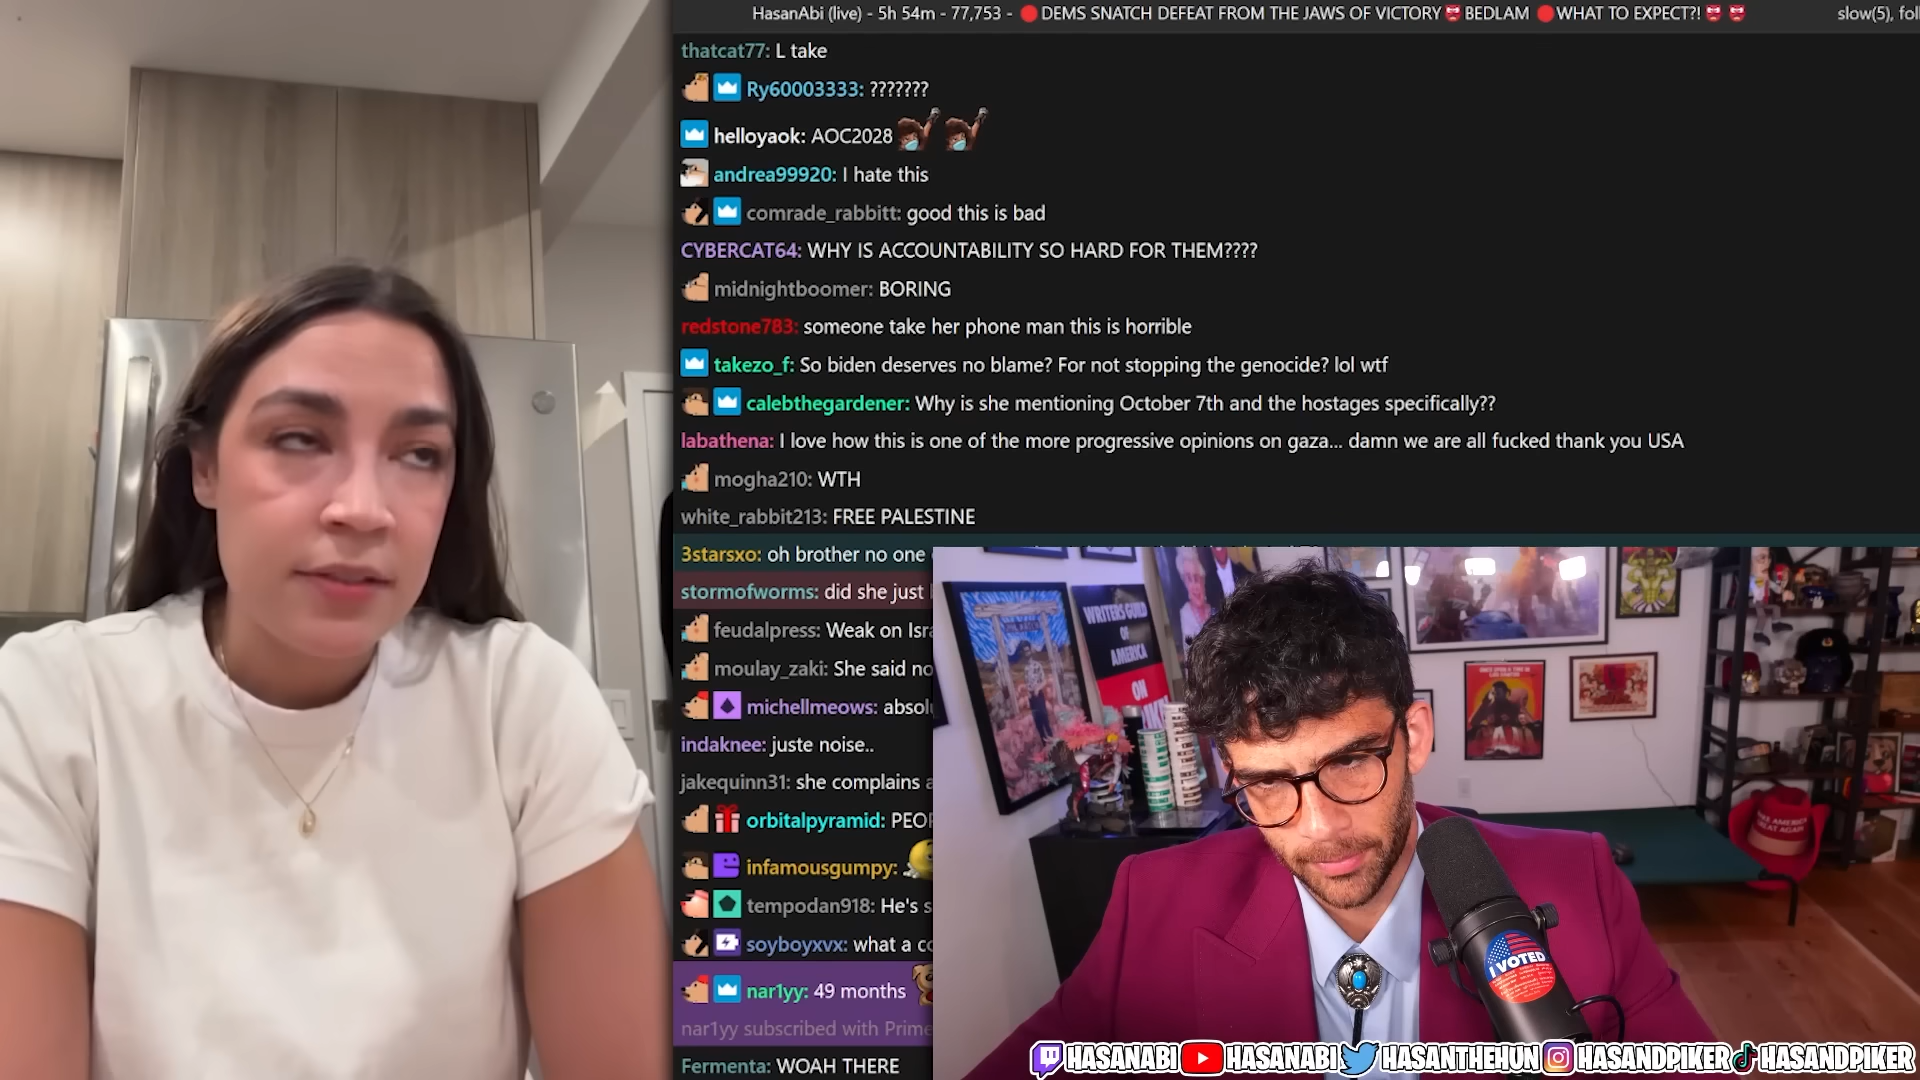 HasanAbi (live) - 5h 54m - 77,753 - 🔴DEMS SNATCH DEFEAT FROM THE JAWS OF VICTORY👹BEDLAM 🔴WHAT TO EXPECT?!👹 👹
slow(5), fol
thatcat77: L take
Ry60003333: ???????
helloyaok: AOC2028
andrea99920: I hate this
comrade_rabbitt: good this is bad
CYBERCAT64: WHY IS ACCOUNTABILITY SO HARD FOR THEM????
midnightboomer: BORING
redstone783: someone take her phone man this is horrible
takezo_f: So biden deserves no blame? For not stopping the genocide? lol wtf
calebthegardener: Why is she mentioning October 7th and the hostages specifically??
labathena: I love how this is one of the more progressive opinions on gaza... damn we are all fucked thank you USA
mogha210: WTH
white_rabbit213: FREE PALESTINE
3starsxo: oh brother no one
stormofworms: did she just
feudalpress: Weak on Isra
moulay_zaki: She said no
michellmeows: absolu
indaknee: juste noise..
jakequinn31: she complains a
orbitalpyramid: PEOP
infamousgumpy:
tempodan918: He's s
soyboyxvx: what a co
nar1yy: 49 months
nar1yy subscribed with Prime
Fermenta: WOAH THERE
WRITERS GUILD
OF
AMERICA
ON
I VOTED
HASANABI HASANABI HASANTHEHUN HASANDPIKER HASANDPIKER